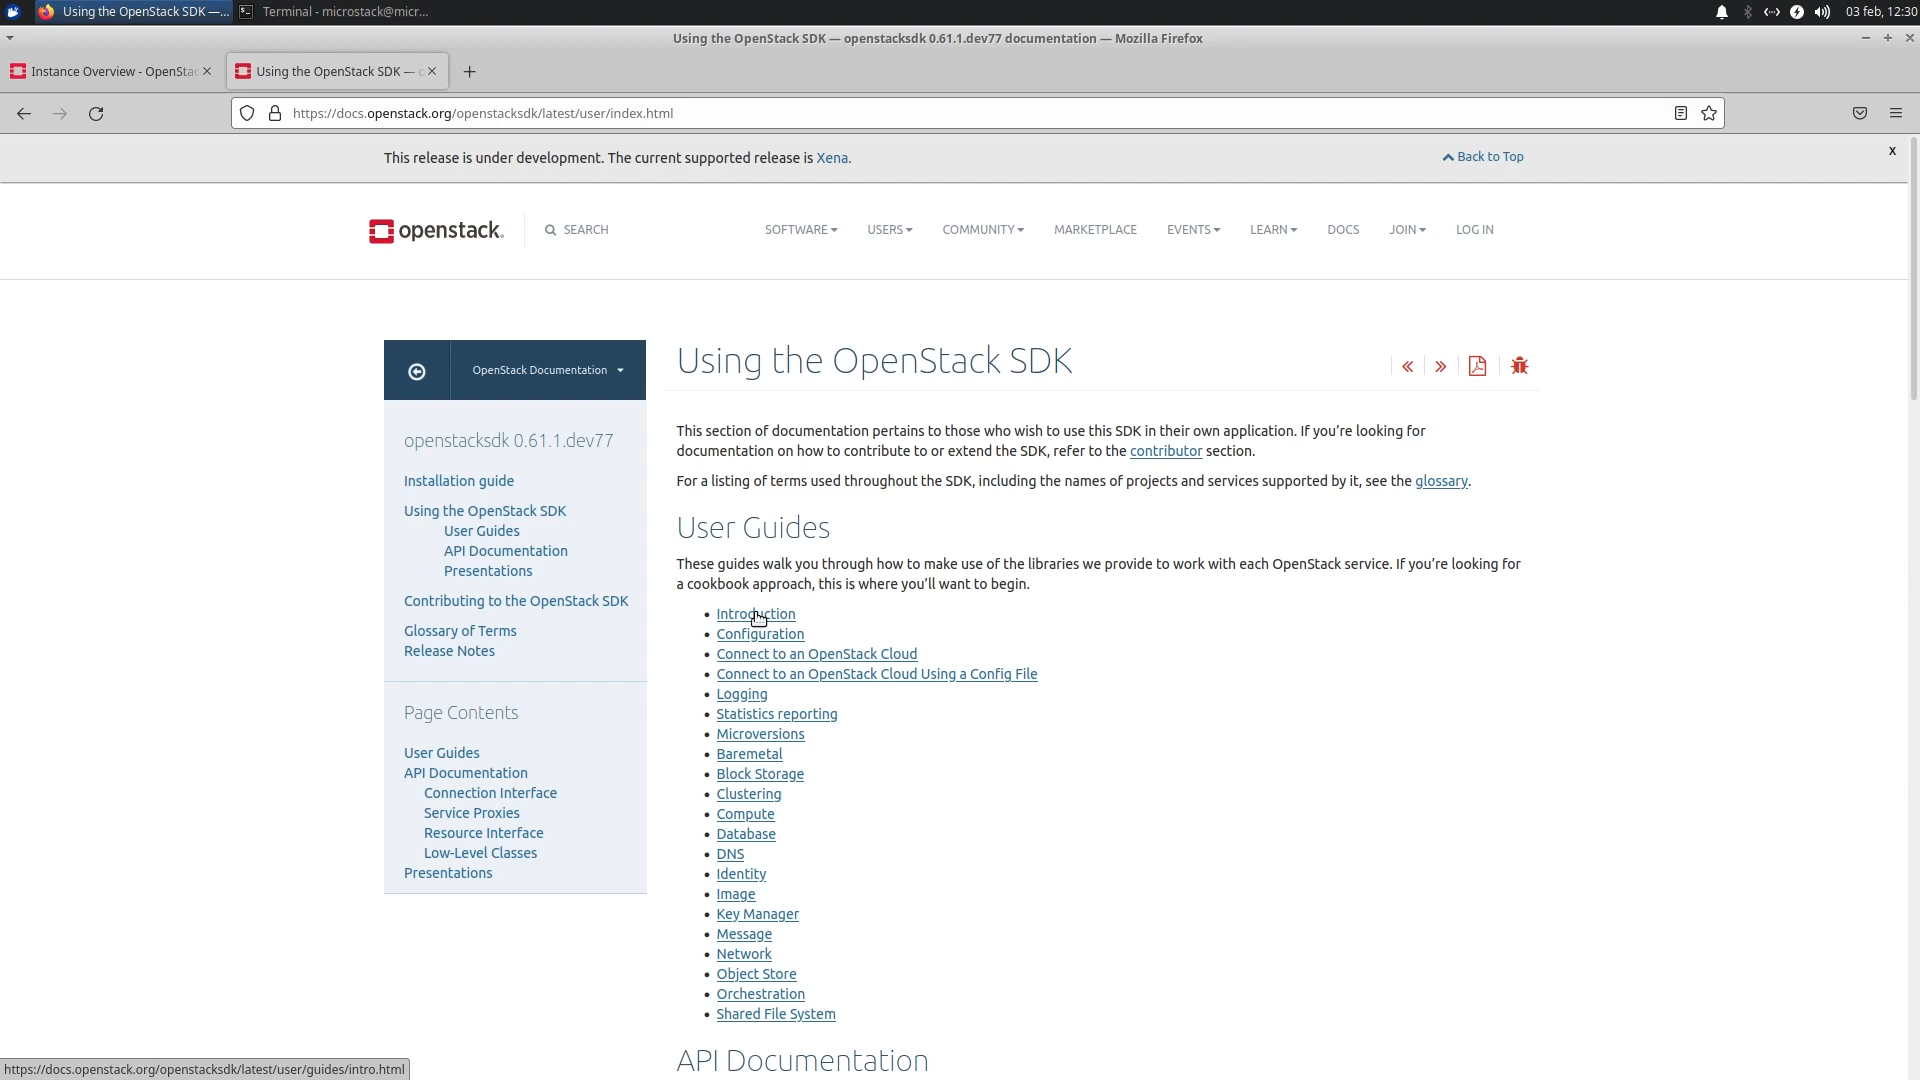 Using the OpenStack SDK —...
Terminal - microstack@micr...
03 feb, 12:30
Using the OpenStack SDK — openstacksdk 0.61.1.dev77 documentation — Mozilla Firefox
Instance Overview - OpenStac
Using the OpenStack SDK —
https://docs.openstack.org/openstacksdk/latest/user/index.html
This release is under development. The current supported release is Xena.
Back to Top
x
openstack.
SEARCH
SOFTWARE
USERS
COMMUNITY
MARKETPLACE
EVENTS
LEARN
DOCS
JOIN
LOG IN
OpenStack Documentation
openstacksdk 0.61.1.dev77
Installation guide
Using the OpenStack SDK
User Guides
API Documentation
Presentations
Contributing to the OpenStack SDK
Glossary of Terms
Release Notes
Page Contents
User Guides
API Documentation
Connection Interface
Service Proxies
Resource Interface
Low-Level Classes
Presentations
Using the OpenStack SDK
This section of documentation pertains to those who wish to use this SDK in their own application. If you’re looking for
documentation on how to contribute to or extend the SDK, refer to the contributor section.
For a listing of terms used throughout the SDK, including the names of projects and services supported by it, see the glossary.
User Guides
These guides walk you through how to make use of the libraries we provide to work with each OpenStack service. If you’re looking for
a cookbook approach, this is where you’ll want to begin.
• Introduction
• Configuration
• Connect to an OpenStack Cloud
• Connect to an OpenStack Cloud Using a Config File
• Logging
• Statistics reporting
• Microversions
• Baremetal
• Block Storage
• Clustering
• Compute
• Database
• DNS
• Identity
• Image
• Key Manager
• Message
• Network
• Object Store
• Orchestration
• Shared File System
API Documentation
https://docs.openstack.org/openstacksdk/latest/user/guides/intro.html